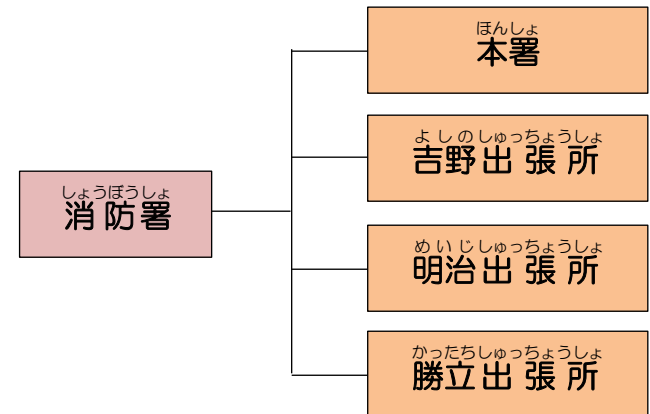 しょうぼうしょ
消防署
ほんしょ
本署
よしのしゅっちょうしょ
吉野出張所
めいじしゅっちょうしょ
明治出張所
かったちしゅっちょうしょ
勝立出張所